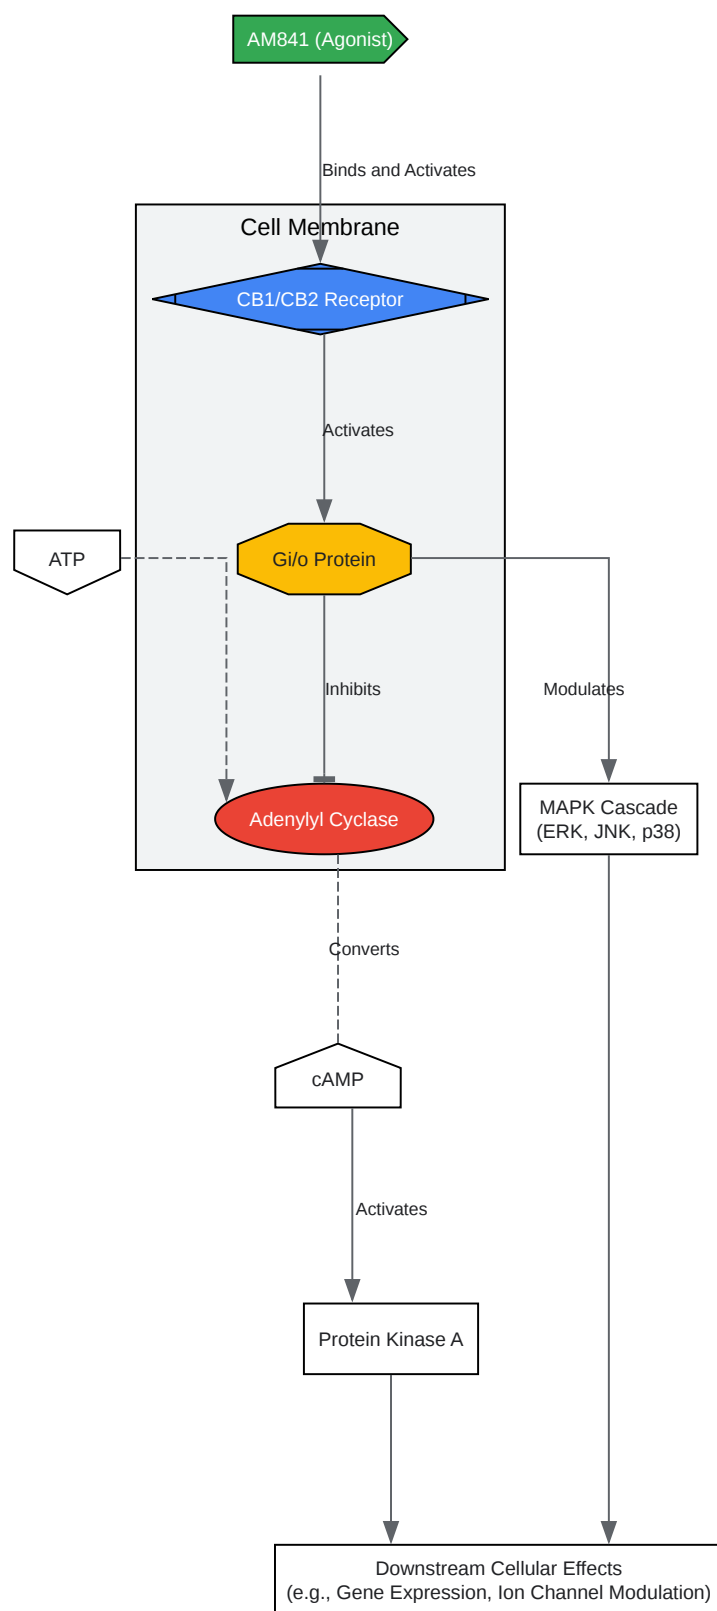 AM841 (Agonist)
Binds and Activates
Cell Membrane
CB1/CB2 Receptor
Activates
ATP
Gi/o Protein
Inhibits
Modulates
Adenylyl Cyclase
MAPK Cascade
(ERK, JNK, p38)
Converts
cAMP
Activates
Protein Kinase A
Downstream Cellular Effects
(e.g., Gene Expression, Ion Channel Modulation)